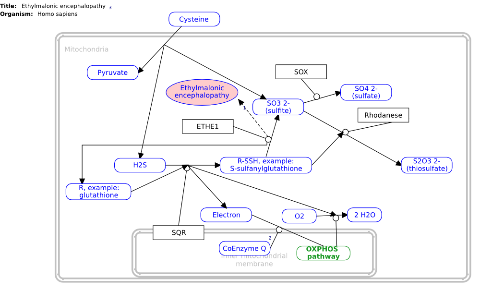 Title: Ethylmalonic encephalopathy
Organism: Homo sapiens
Cysteine
Mitochondria
Pyruvate
Ethylmalonic
encephalopathy
SOX
SO4 2-
(sulfate)
SO3 2-
(sulfite)
Rhodanese
ETHE1
H2S
R-SSH, example:
S-sulfanylglutathione
S2O3 2-
(thiosulfate)
R, example:
glutathione
Electron
O2
2 H2O
SQR
2
CoEnzyme Q
OXPHOS
pathway
mitochondrial
membrane